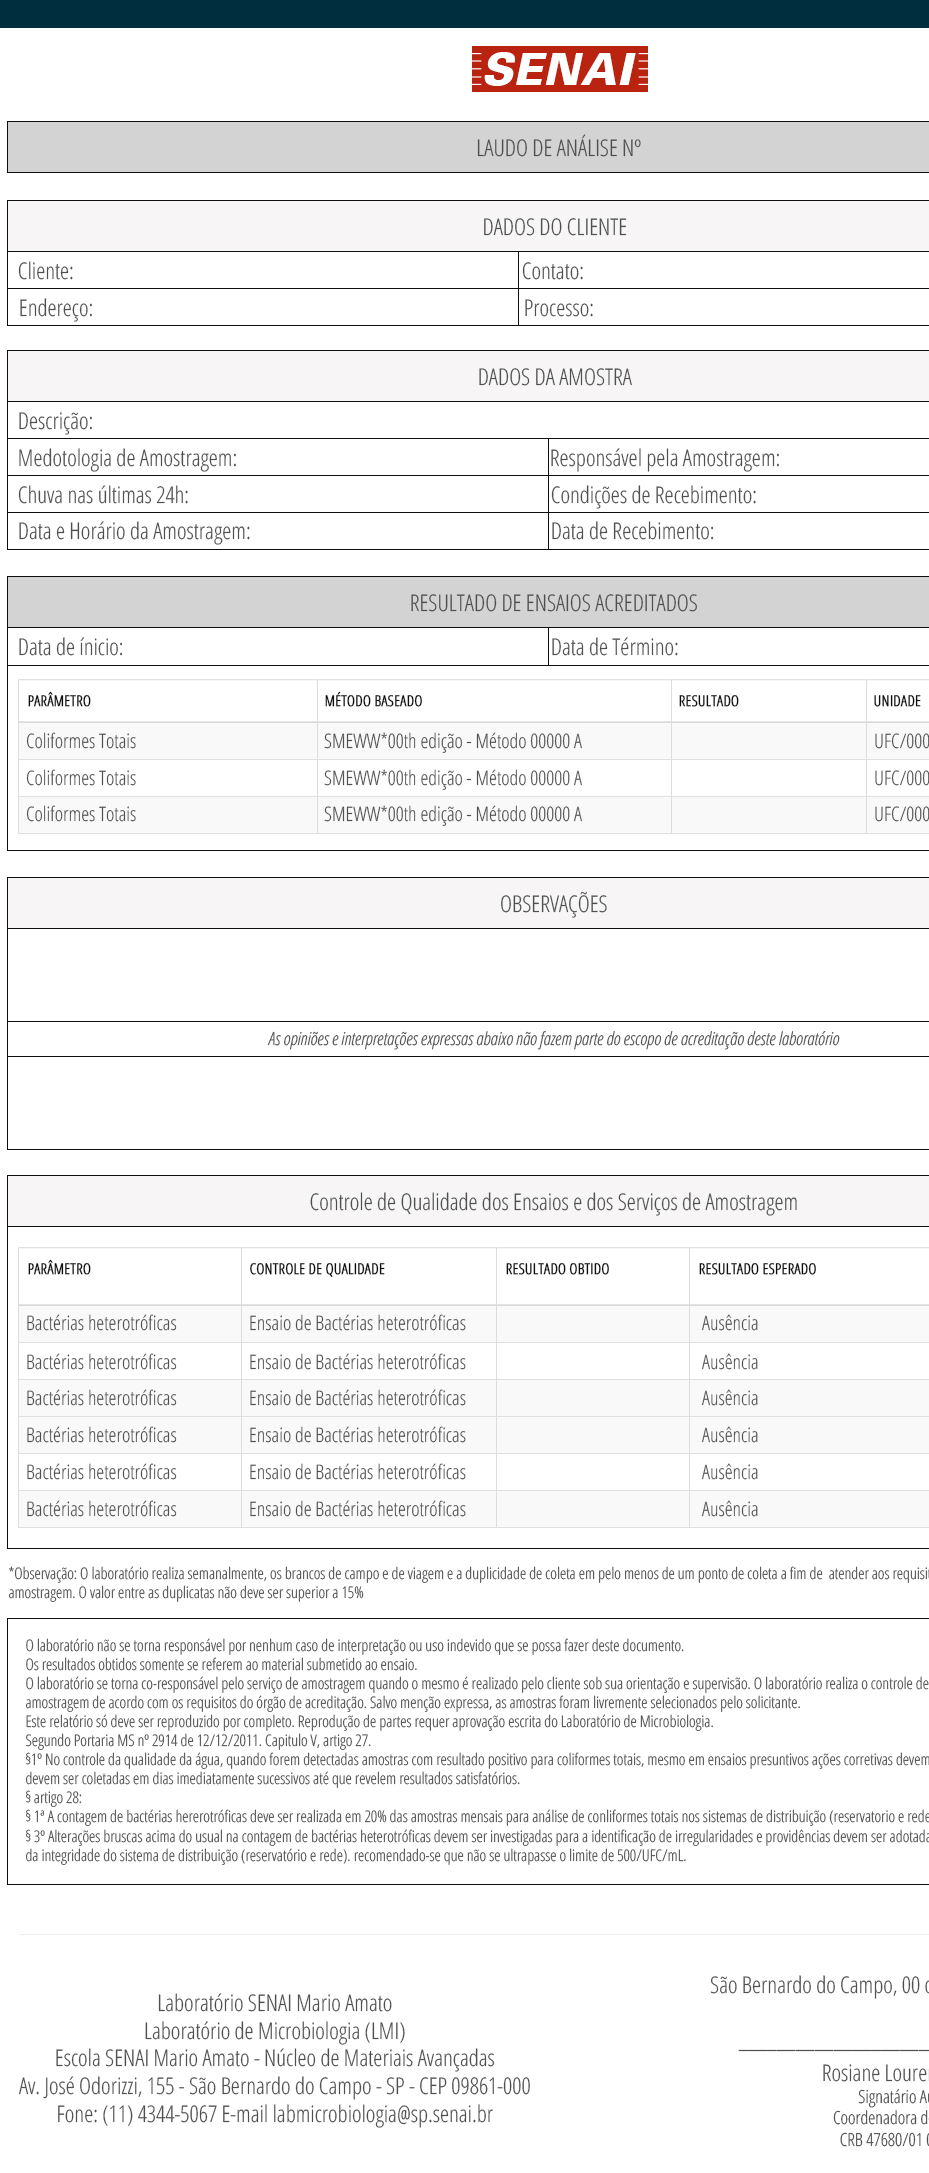 SENAI
LAUDO DE ANÁLISE Nº
DADOS DO CLIENTE
Cliente: Contato:
Endereço: Processo:
DADOS DA AMOSTRA
Descrição:
Medotologia de Amostragem: Responsável pela Amostragem:
Chuva nas últimas 24h: Condições de Recebimento:
Data e Horário da Amostragem: Data de Recebimento:
RESULTADO DE ENSAIOS ACREDITADOS
Data de ínicio: Data de Término:
PARÂMETRO MÉTODO BASEADO RESULTADO UNIDADE
Coliformes Totais SMEWW*00th edição - Método 00000 A UFC/000
Coliformes Totais SMEWW*00th edição - Método 00000 A UFC/000
Coliformes Totais SMEWW*00th edição - Método 00000 A UFC/000
OBSERVAÇÕES
As opiniões e interpretações expressas abaixo não fazem parte do escopo de acreditação deste laboratório
Controle de Qualidade dos Ensaios e dos Serviços de Amostragem
PARÂMETRO CONTROLE DE QUALIDADE RESULTADO OBTIDO RESULTADO ESPERADO
Bactérias heterotróficas Ensaio de Bactérias heterotróficas Ausência
Bactérias heterotróficas Ensaio de Bactérias heterotróficas Ausência
Bactérias heterotróficas Ensaio de Bactérias heterotróficas Ausência
Bactérias heterotróficas Ensaio de Bactérias heterotróficas Ausência
Bactérias heterotróficas Ensaio de Bactérias heterotróficas Ausência
Bactérias heterotróficas Ensaio de Bactérias heterotróficas Ausência
*Observação: O laboratório realiza semanalmente, os brancos de campo e de viagem e a duplicidade de coleta em pelo menos de um ponto de coleta a fim de atender aos requisit
amostragem. O valor entre as duplicatas não deve ser superior a 15%
O laboratório não se torna responsável por nenhum caso de interpretação ou uso indevido que se possa fazer deste documento.
Os resultados obtidos somente se referem ao material submetido ao ensaio.
O laboratório se torna co-responsável pelo serviço de amostragem quando o mesmo é realizado pelo cliente sob sua orientação e supervisão. O laboratório realiza o controle de
amostragem de acordo com os requisitos do órgão de acreditação. Salvo menção expressa, as amostras foram livremente selecionados pelo solicitante.
Este relatório só deve ser reproduzido por completo. Reprodução de partes requer aprovação escrita do Laboratório de Microbiologia.
Segundo Portaria MS nº 2914 de 12/12/2011. Capitulo V, artigo 27.
§1º No controle da qualidade da água, quando forem detectadas amostras com resultado positivo para coliformes totais, mesmo em ensaios presuntivos ações corretivas devem
devem ser coletadas em dias imediatamente sucessivos até que revelem resultados satisfatórios.
§ artigo 28:
§ 1ª A contagem de bactérias hererotróficas deve ser realizada em 20% das amostras mensais para análise de conliformes totais nos sistemas de distribuição (reservatorio e rede
§ 3º Alterações bruscas acima do usual na contagem de bactérias heterotróficas devem ser investigadas para a identificação de irregularidades e providências devem ser adotada
da integridade do sistema de distribuição (reservatório e rede). recomendado-se que não se ultrapasse o limite de 500/UFC/mL.
São Bernardo do Campo, 00 d
Laboratório SENAI Mario Amato
Laboratório de Microbiologia (LMI)
Escola SENAI Mario Amato - Núcleo de Materiais Avançadas
Av. José Odorizzi, 155 - São Bernardo do Campo - SP - CEP 09861-000
Fone: (11) 4344-5067 E-mail labmicrobiologia@sp.senai.br
Rosiane Louren
Signatário Au
Coordenadora d
CRB 47680/01 0